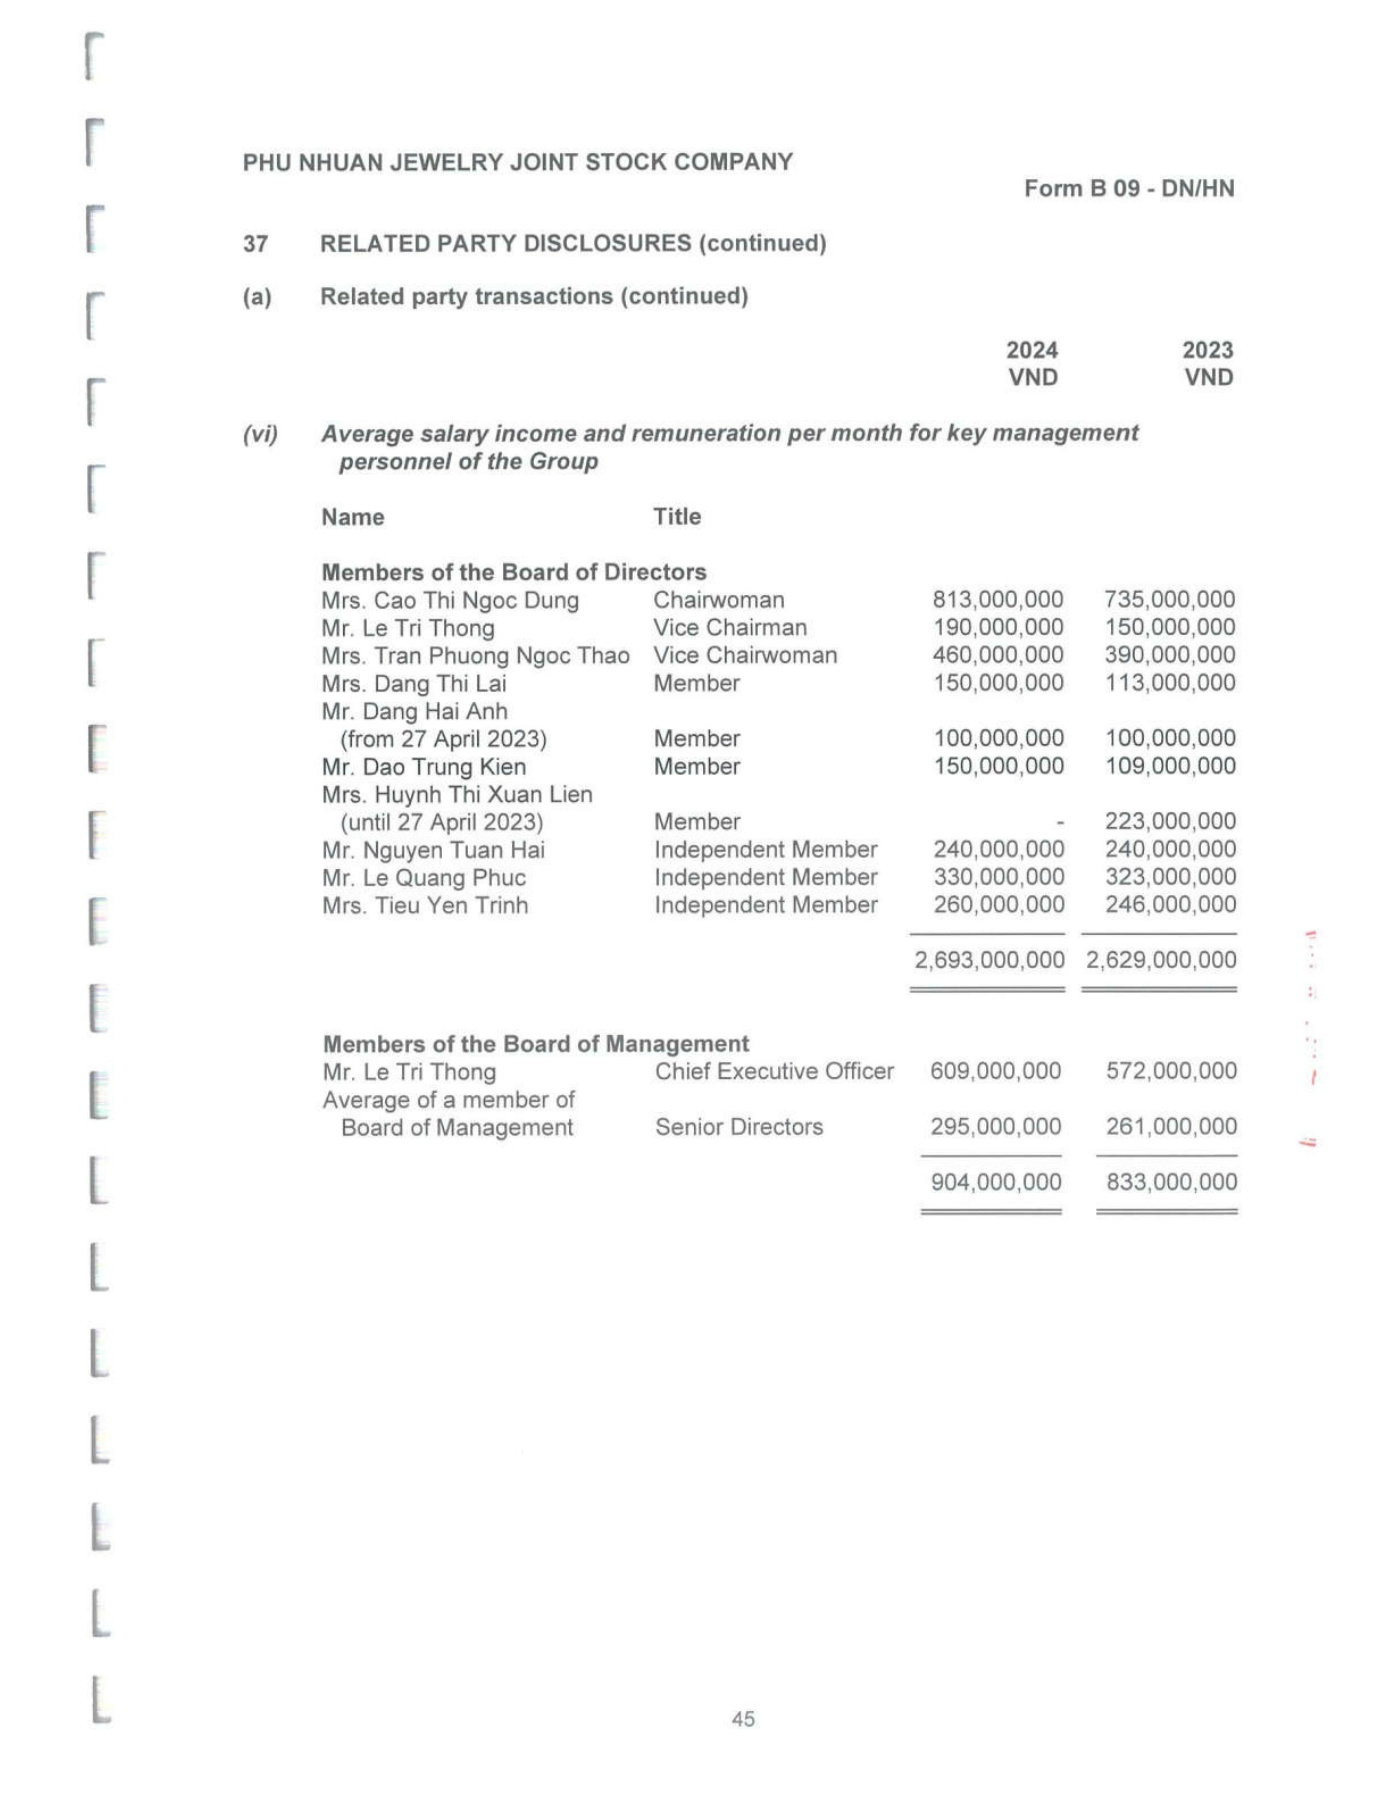 PHU NHUAN JEWELRY JOINT STOCK COMPANY
Form B 09 - DN/HN
37 RELATED PARTY DISCLOSURES (continued)
(a) Related party transactions (continued)
2024 2023
VND VND
(vi) Average salary income and remuneration per month for key management
personnel of the Group
Name Title
Members of the Board of Directors
Mrs. Cao Thi Ngoc Dung Chairwoman 813,000,000 735,000,000
Mr. Le Tri Thong Vice Chairman 190,000,000 150,000,000
Mrs. Tran Phuong Ngoc Thao Vice Chairwoman 460,000,000 390,000,000
Mrs. Dang Thi Lai Member 150,000,000 113,000,000
Mr. Dang Hai Anh
(from 27 April 2023) Member 100,000,000 100,000,000
Mr. Dao Trung Kien Member 150,000,000 109,000,000
Mrs. Huynh Thi Xuan Lien
(until 27 April 2023) Member - 223,000,000
Mr. Nguyen Tuan Hai Independent Member 240,000,000 240,000,000
Mr. Le Quang Phuc Independent Member 330,000,000 323,000,000
Mrs. Tieu Yen Trinh Independent Member 260,000,000 246,000,000
2,693,000,000 2,629,000,000
Members of the Board of Management
Mr. Le Tri Thong Chief Executive Officer 609,000,000 572,000,000
Average of a member of
Board of Management Senior Directors 295,000,000 261,000,000
904,000,000 833,000,000
45